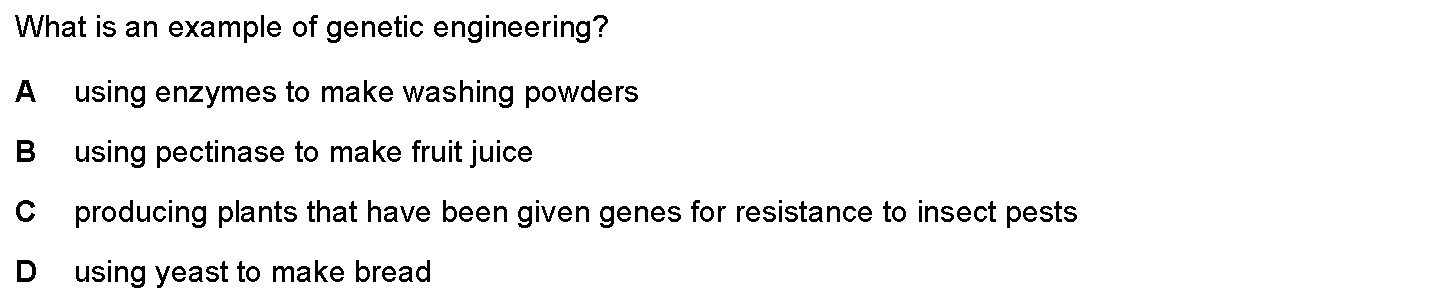 What is an example of genetic engineering?
A using enzymes to make washing powders
B using pectinase to make fruit juice
C producing plants that have been given genes for resistance to insect pests
D using yeast to make bread